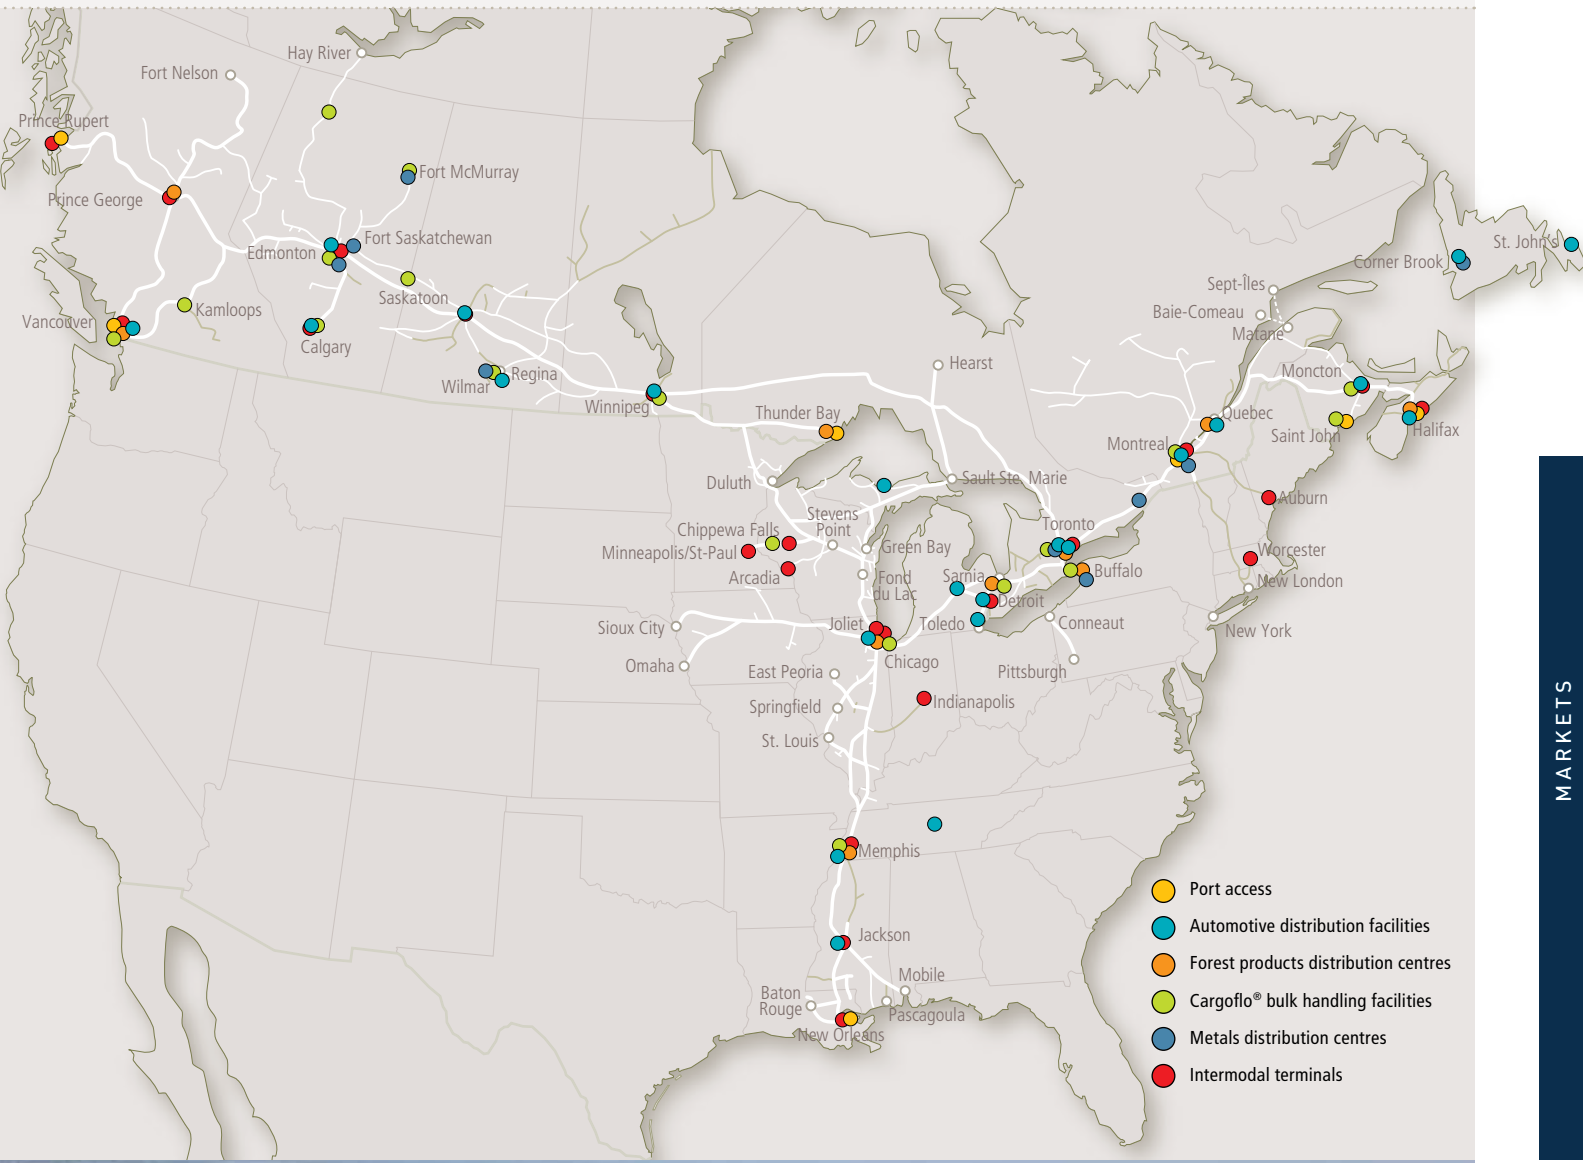 Hay River
Fort Nelson
Prince Rupert
Fort McMurray
Prince George
Fort Saskatchewan
Edmonton
St. John's
Corner Brook
Saskatoon
Sept-Îles
Kamloops
Baie-Comeau
Vancouver
Matane
Calgary
Hearst
Moncton
Regina
Wilmar
Winnipeg
Thunder Bay
Quebec
Saint John
Halifax
Montreal
Duluth
Sault Ste. Marie
Auburn
Stevens
Point
Toronto
Chippewa Falls
Minneapolis/St-Paul
Green Bay
Worcester
Arcadia
Fond
du Lac
Sarnia
Buffalo
New London
Detroit
Sioux City
Joliet
Toledo
Conneaut
New York
Omaha
Chicago
East Peoria
Pittsburgh
Springfield
Indianapolis
St. Louis
MARKETS
Memphis
Jackson
Mobile
Baton
Rouge
Pascagoula
New Orleans
Port access
Automotive distribution facilities
Forest products distribution centres
Cargoflo® bulk handling facilities
Metals distribution centres
Intermodal terminals